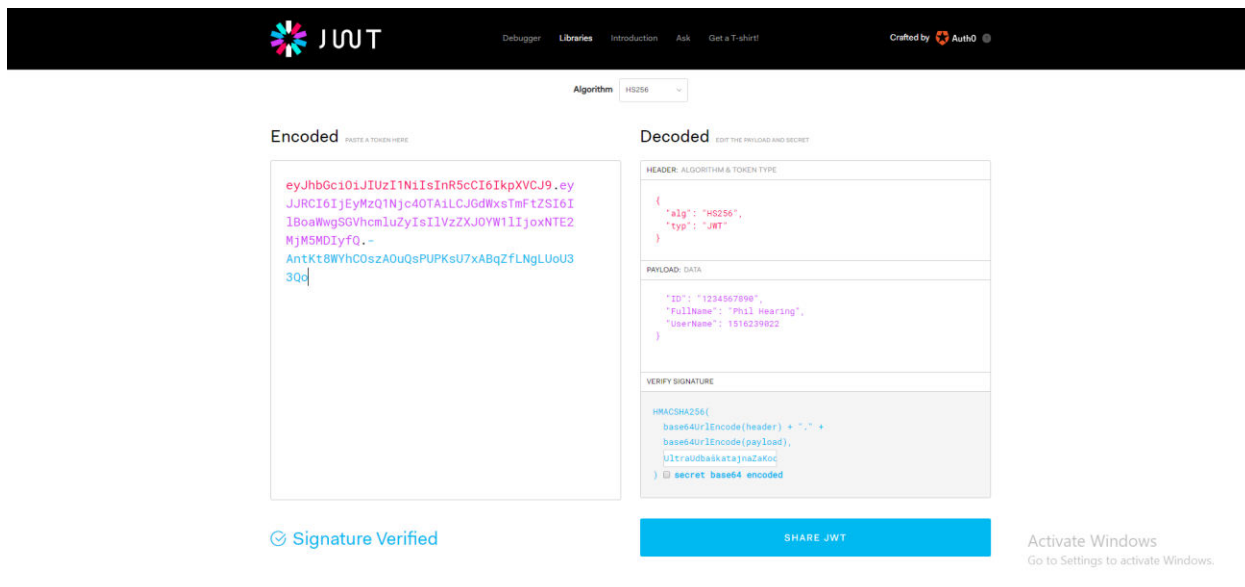 JWT
Debugger Libraries Introduction Ask Get a T-shirt!
Crafted by Auth0
Algorithm HS256
Encoded PASTE A TOKEN HERE
eyJhbGciOiJIUzI1NiIsInR5cCI6IkpXVCJ9.ey
JJRCI6IjEyMzQ1Njc4OTAiLCJGdWxsTmFtZSI6I
lBoaWwgSGVhcmluZyIsIlVzZXJOYW1lIjoxNTE2
MjM5MDIyfQ.-
AntKt8WYhCOszAOuQsPUPKsU7xABqZfLNgLUoU3
3Qo
Signature Verified
Decoded EDIT THE PAYLOAD AND SECRET
HEADER: ALGORITHM & TOKEN TYPE
{
"alg": "HS256",
"typ": "JWT"
}
PAYLOAD: DATA
"ID": "1234567890",
"FullName": "Phil Hearing",
"UserName": 1516239022
}
VERIFY SIGNATURE
HMACSHA256(
base64UrlEncode(header) + "." +
base64UrlEncode(payload),
UltraUdbaškatajnaZaKoc
) secret base64 encoded
SHARE JWT
Activate Windows
Go to Settings to activate Windows.